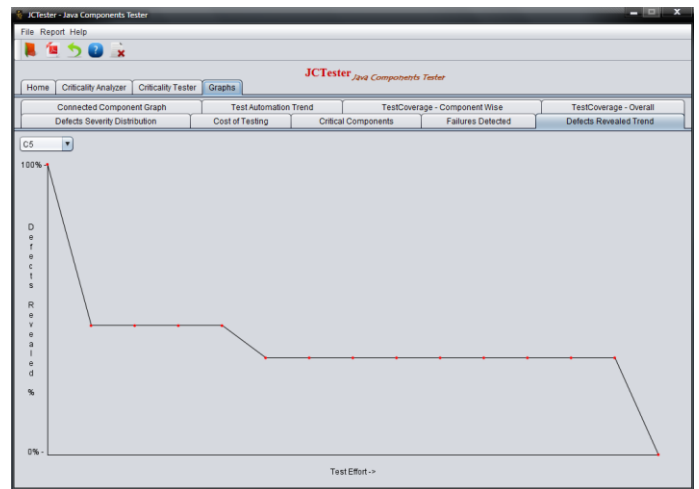 JCTester - Java Components Tester
File Report Help
JCTester Java Components Tester
Home Criticality Analyzer Criticality Tester Graphs
Connected Component Graph Test Automation Trend TestCoverage - Component Wise TestCoverage - Overall
Defects Severity Distribution Cost of Testing Critical Components Failures Detected Defects Revealed Trend
C5
100% -
Defects Revealed %
0% -
Test Effort ->